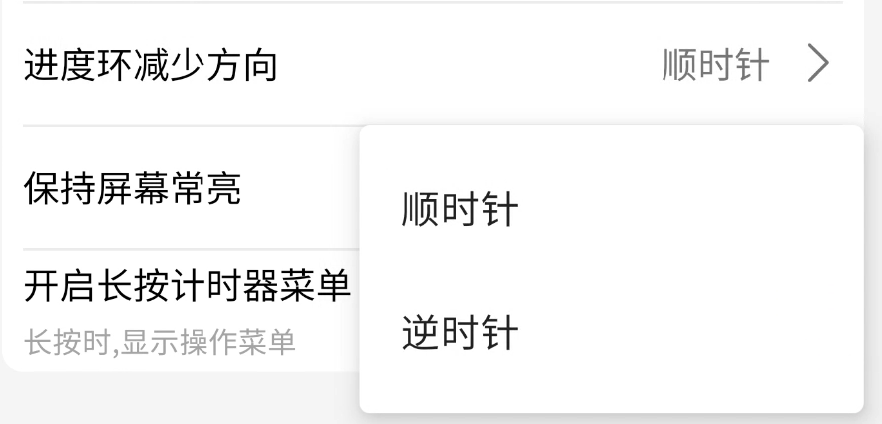 进度环减少方向 顺时针
保持屏幕常亮
顺时针
开启长按计时器菜单
长按时,显示操作菜单
逆时针